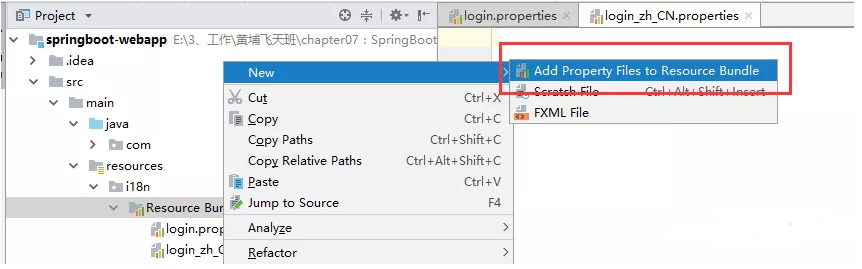 Project
login.properties
login_zh_CN.properties
springboot-webapp E:\3、工作\黄埔飞天班\chapter07:SpringBoot
.idea
src
main
java
com
resources
i18n
Resource Bun
login.prop
login_zh_C
New
Cut Ctrl+X
Copy Ctrl+C
Copy Paths Ctrl+Shift+C
Copy Relative Paths Ctrl+Alt+Shift+C
Paste Ctrl+V
Jump to Source F4
Analyze
Refactor
Add Property Files to Resource Bundle
Scratch File Ctrl+Alt+Shift+Insert
FXML File